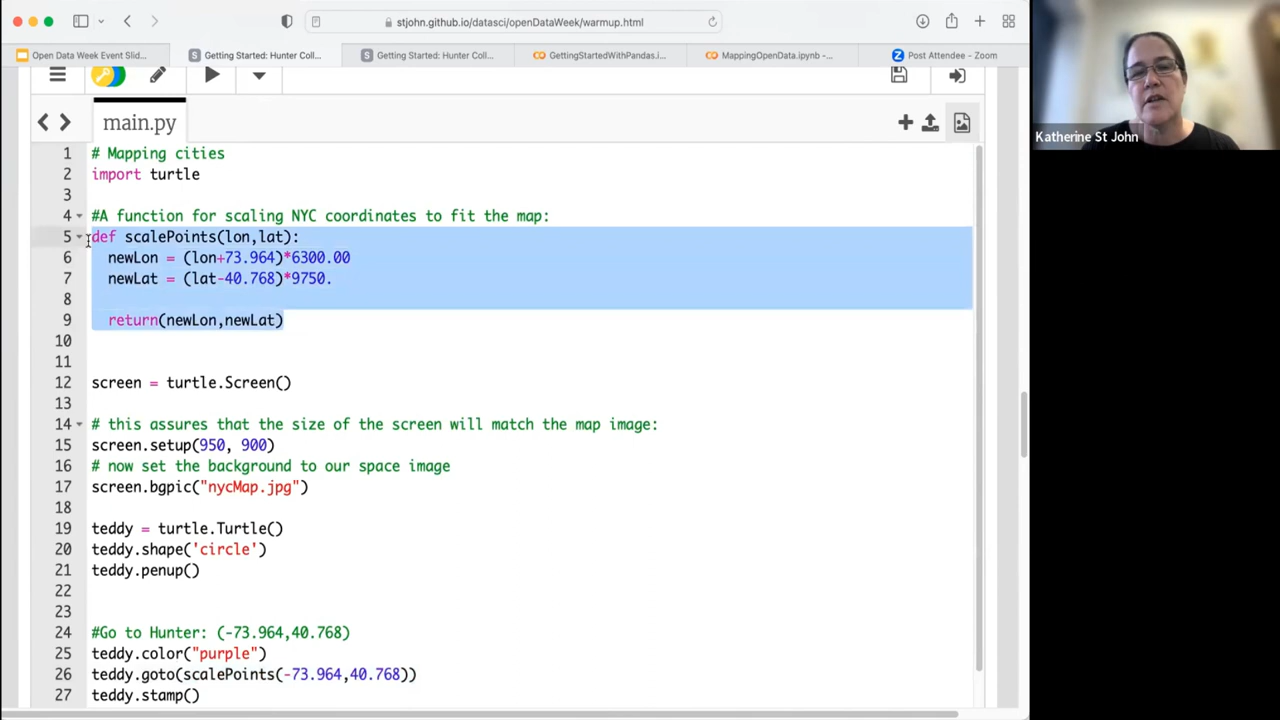 stjohn.github.io/datasci/openDataWeek/warmup.html
Open Data Week Event Slid...
Getting Started: Hunter Coll...
Getting Started: Hunter Coll...
GettingStartedWithPandas.i...
MappingOpenData.ipynb -...
Post Attendee - Zoom
Katherine St John
main.py
1 # Mapping cities
2 import turtle
3
4 #A function for scaling NYC coordinates to fit the map:
5 def scalePoints(lon,lat):
6 newLon = (lon+73.964)*6300.00
7 newLat = (lat-40.768)*9750.
8
9 return(newLon,newLat)
10
11
12 screen = turtle.Screen()
13
14 # this assures that the size of the screen will match the map image:
15 screen.setup(950, 900)
16 # now set the background to our space image
17 screen.bgpic("nycMap.jpg")
18
19 teddy = turtle.Turtle()
20 teddy.shape('circle')
21 teddy.penup()
22
23
24 #Go to Hunter: (-73.964,40.768)
25 teddy.color("purple")
26 teddy.goto(scalePoints(-73.964,40.768))
27 teddy.stamp()